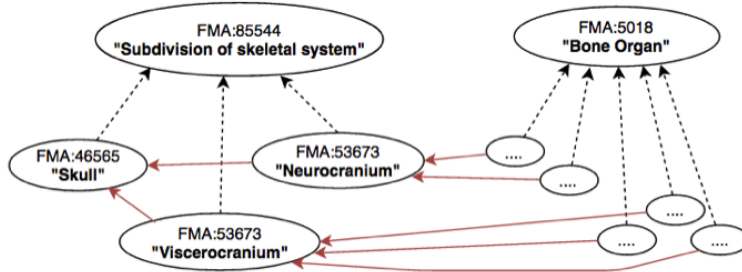 FMA:85544
"Subdivision of skeletal system"
FMA:5018
"Bone Organ"
FMA:46565
"Skull"
FMA:53673
"Neurocranium"
....
....
FMA:53673
"Viscerocranium"
....
....
....